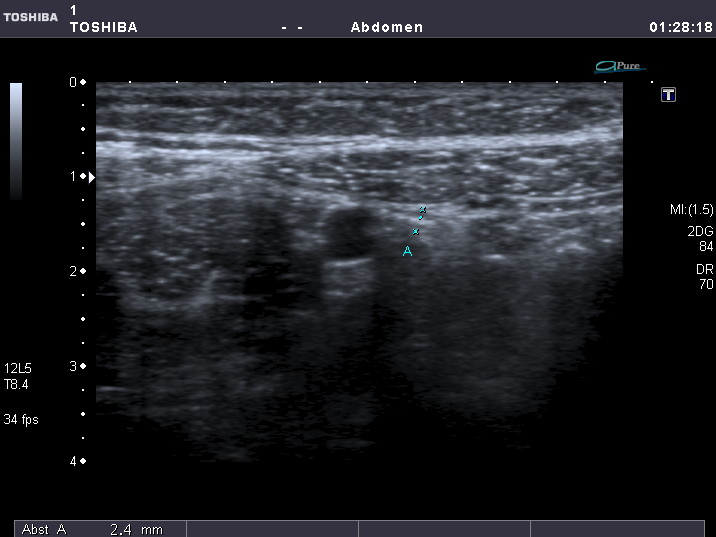 TOSHIBA
1
TOSHIBA
- -
Abdomen
01:28:18
Pure
T
0
1
2
3
4
A
MI:(1.5)
2DG
84
DR
70
12L5
T8.4
34 fps
Abst A 2.4 mm